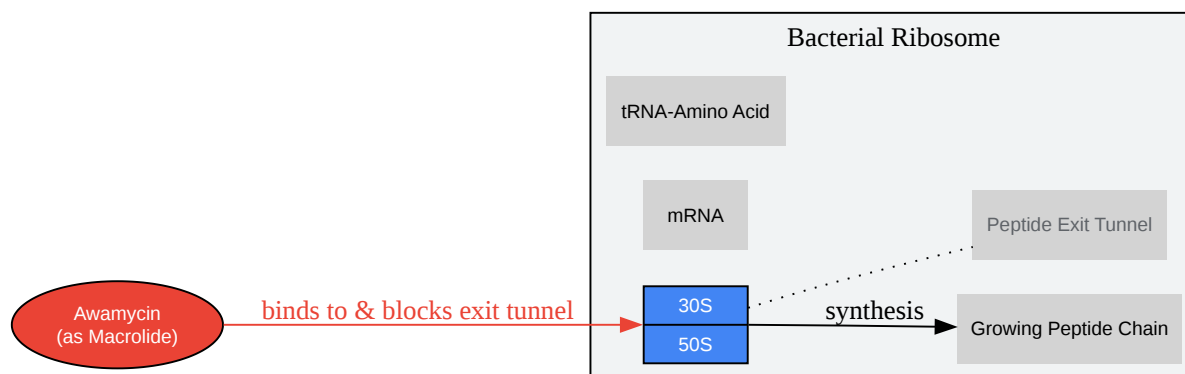 Bacterial Ribosome
tRNA-Amino Acid
mRNA
Peptide Exit Tunnel
Awamycin
(as Macrolide)
binds to & blocks exit tunnel
30S
50S
synthesis
Growing Peptide Chain